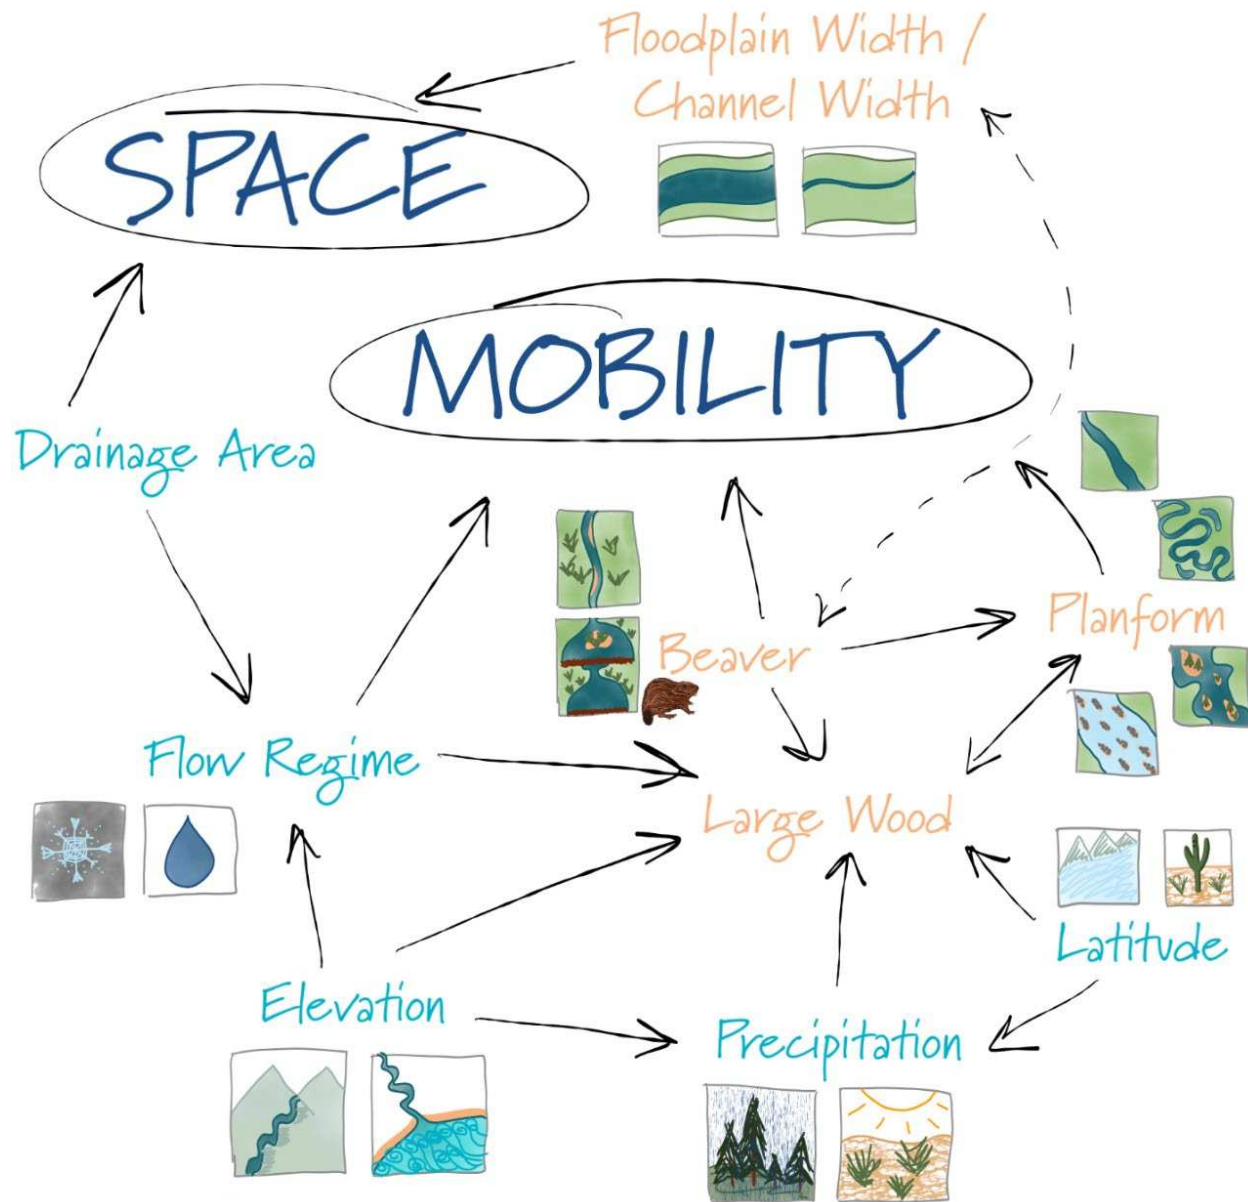 Floodplain Width /
Channel Width
SPACE
MOBILITY
Drainage Area
Planform
Beaver
Flow Regime
Large Wood
Latitude
Elevation
Precipitation